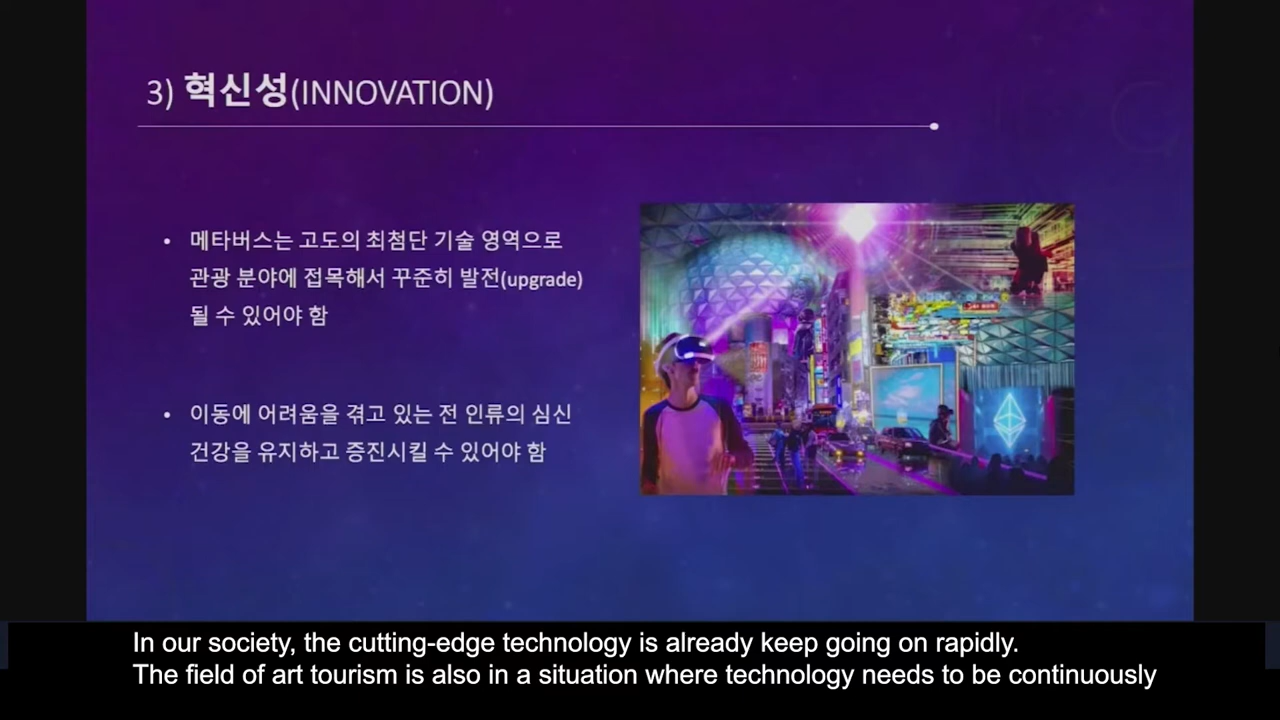 3) 혁신성(INNOVATION)
• 메타버스는 고도의 최첨단 기술 영역으로
관광 분야에 접목해서 꾸준히 발전(upgrade)
될 수 있어야 함
• 이동에 어려움을 겪고 있는 전 인류의 심신
건강을 유지하고 증진시킬 수 있어야 함
In our society, the cutting-edge technology is already keep going on rapidly.
The field of art tourism is also in a situation where technology needs to be continuously